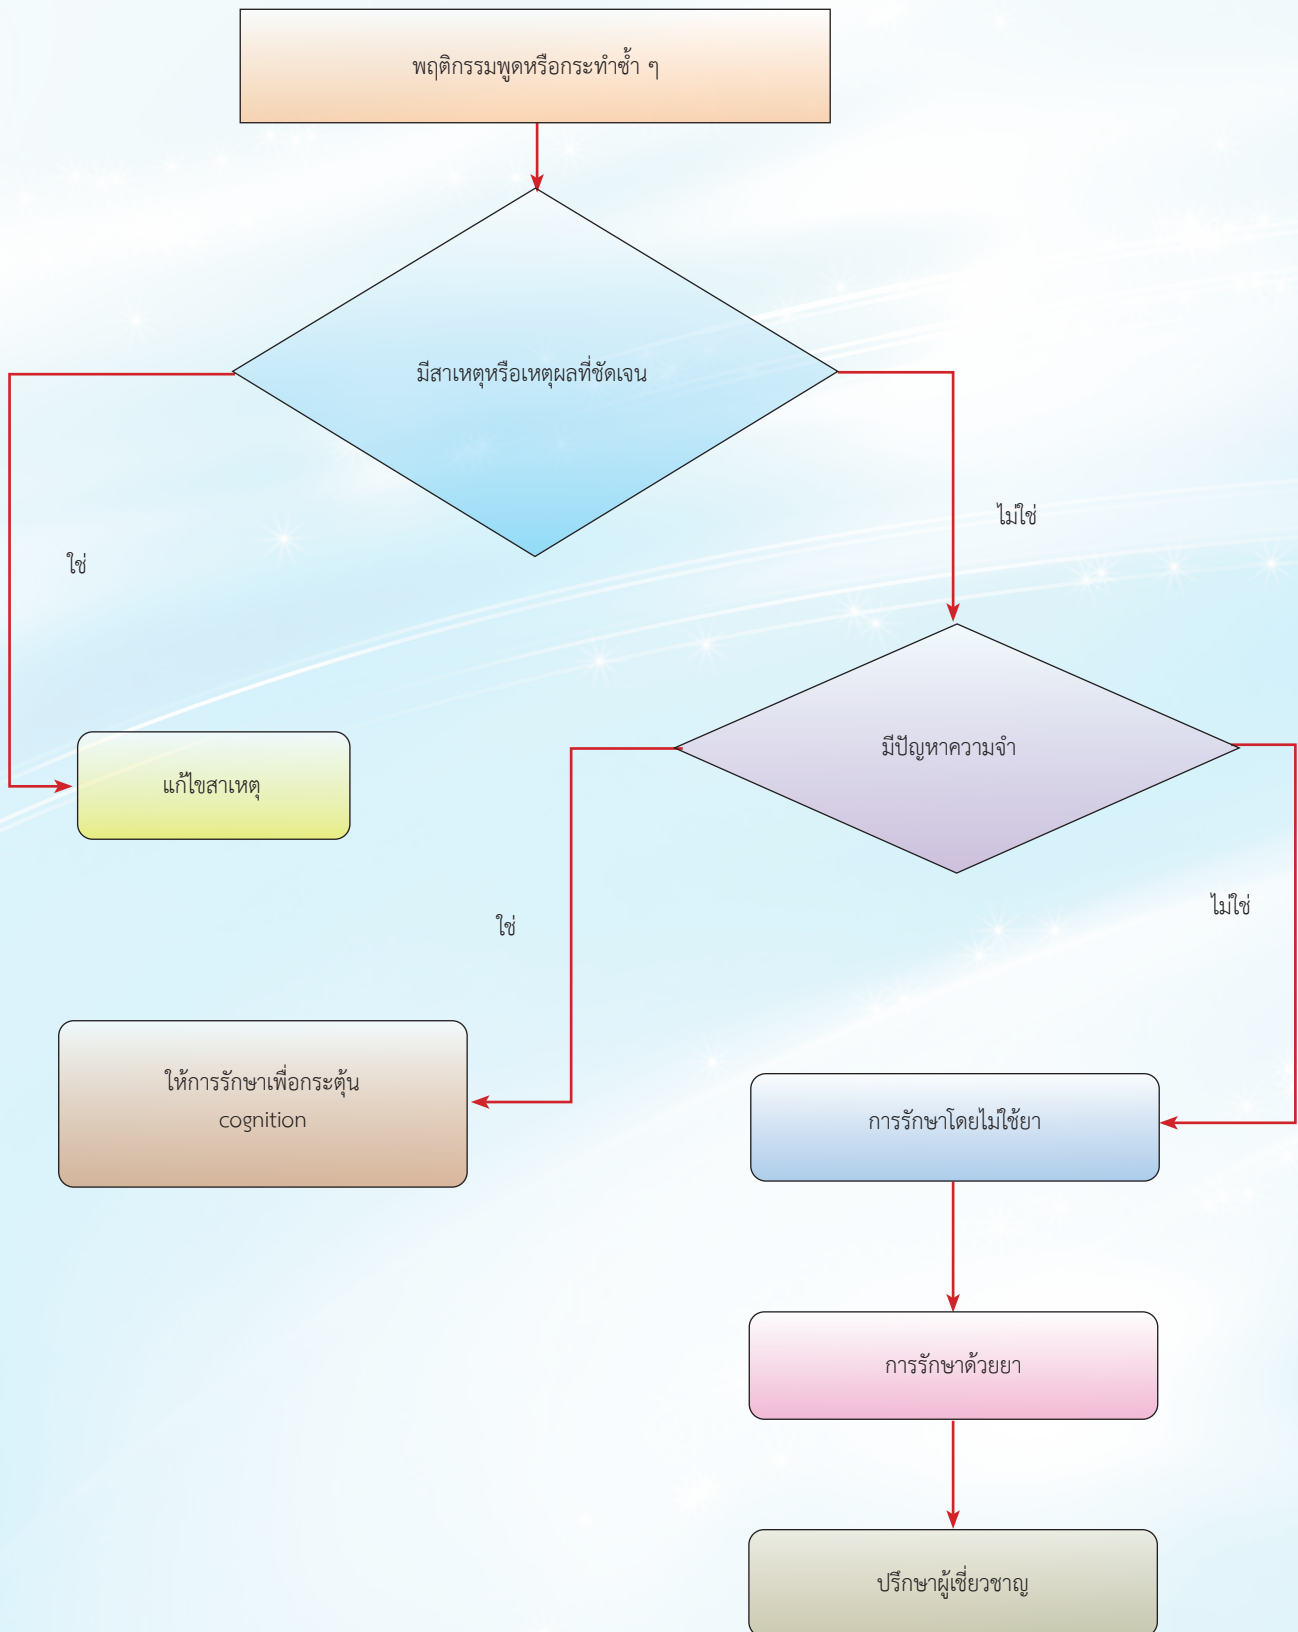 พฤติกรรมพูดหรือกระทำซ้ำ ๆ
มีสาเหตุหรือเหตุผลที่ชัดเจน
ไม่ใช่
ใช่
มีปัญหาความจำ
แก้ไขสาเหตุ
ไม่ใช่
ใช่
ให้การรักษาเพื่อกระตุ้น
cognition
การรักษาโดยไม่ใช้ยา
การรักษาด้วยยา
ปรึกษาผู้เชี่ยวชาญ